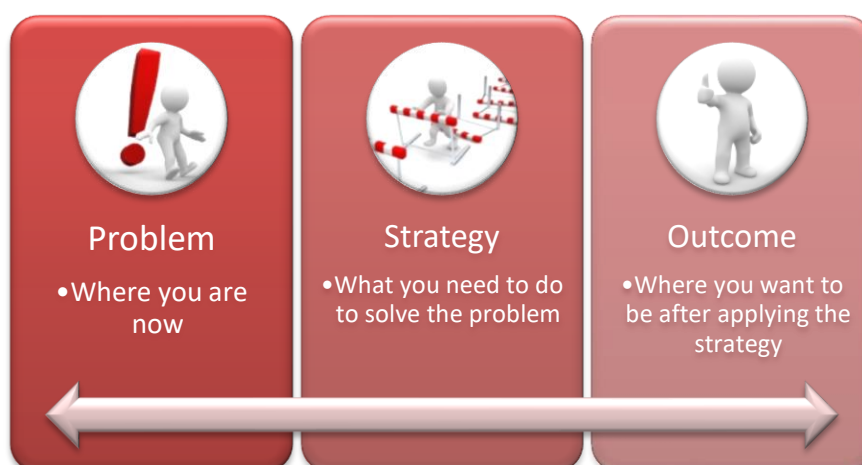 Problem
•Where you are
now
Strategy
•What you need to do
to solve the problem
Outcome
•Where you want to
be after applying the
strategy